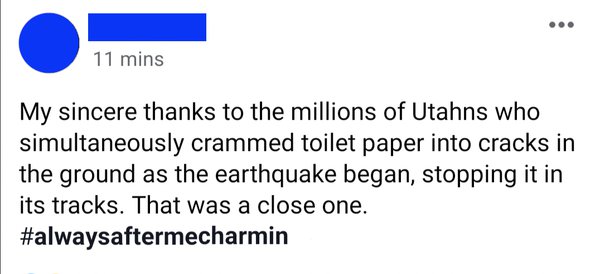 11 mins
My sincere thanks to the millions of Utahns who
simultaneously crammed toilet paper into cracks in
the ground as the earthquake began, stopping it in
its tracks. That was a close one.
#alwaysaftermecharmin